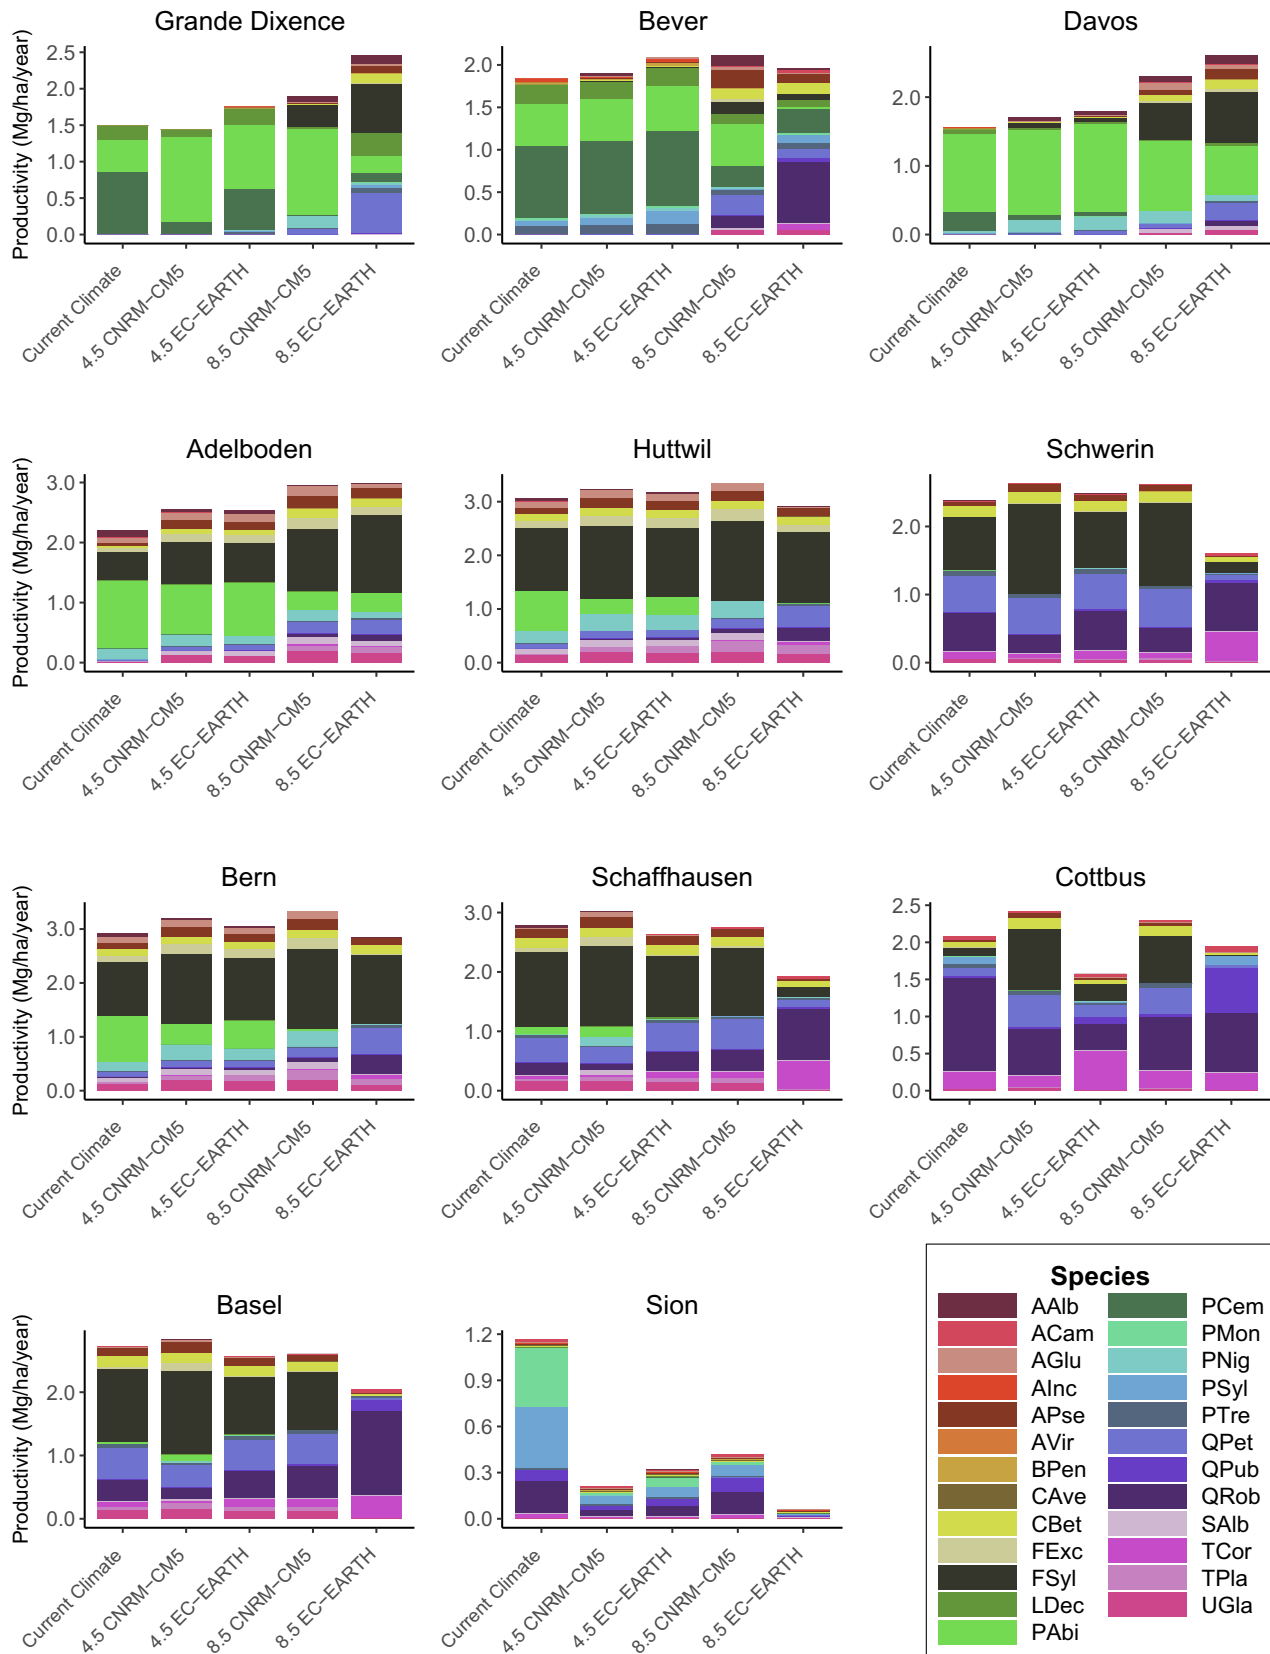 Grande Dixence
Productivity (Mg/ha/year)
2.5
2.0
1.5
1.0
0.5
0.0
Current Climate
4.5 CNRM−CM5
4.5 EC−EARTH
8.5 CNRM−CM5
8.5 EC−EARTH
Bever
2.0
1.5
1.0
0.5
0.0
Current Climate
4.5 CNRM−CM5
4.5 EC−EARTH
8.5 CNRM−CM5
8.5 EC−EARTH
Davos
2.0
1.0
0.0
Current Climate
4.5 CNRM−CM5
4.5 EC−EARTH
8.5 CNRM−CM5
8.5 EC−EARTH
Adelboden
Productivity (Mg/ha/year)
3.0
2.0
1.0
0.0
Current Climate
4.5 CNRM−CM5
4.5 EC−EARTH
8.5 CNRM−CM5
8.5 EC−EARTH
Huttwil
3.0
2.0
1.0
0.0
Current Climate
4.5 CNRM−CM5
4.5 EC−EARTH
8.5 CNRM−CM5
8.5 EC−EARTH
Schwerin
2.0
1.0
0.0
Current Climate
4.5 CNRM−CM5
4.5 EC−EARTH
8.5 CNRM−CM5
8.5 EC−EARTH
Bern
Productivity (Mg/ha/year)
3.0
2.0
1.0
0.0
Current Climate
4.5 CNRM−CM5
4.5 EC−EARTH
8.5 CNRM−CM5
8.5 EC−EARTH
Schaffhausen
3.0
2.0
1.0
0.0
Current Climate
4.5 CNRM−CM5
4.5 EC−EARTH
8.5 CNRM−CM5
8.5 EC−EARTH
Cottbus
2.5
2.0
1.5
1.0
0.5
0.0
Current Climate
4.5 CNRM−CM5
4.5 EC−EARTH
8.5 CNRM−CM5
8.5 EC−EARTH
Basel
Productivity (Mg/ha/year)
2.0
1.0
0.0
Current Climate
4.5 CNRM−CM5
4.5 EC−EARTH
8.5 CNRM−CM5
8.5 EC−EARTH
Sion
1.2
0.9
0.6
0.3
0.0
Current Climate
4.5 CNRM−CM5
4.5 EC−EARTH
8.5 CNRM−CM5
8.5 EC−EARTH
Species
AAlb
ACam
AGlu
AInc
APse
AVir
BPen
CAve
CBet
FExc
FSyl
LDec
PAbi
PCem
PMon
PNig
PSyl
PTre
QPet
QPub
QRob
SAlb
TCor
TPla
UGla